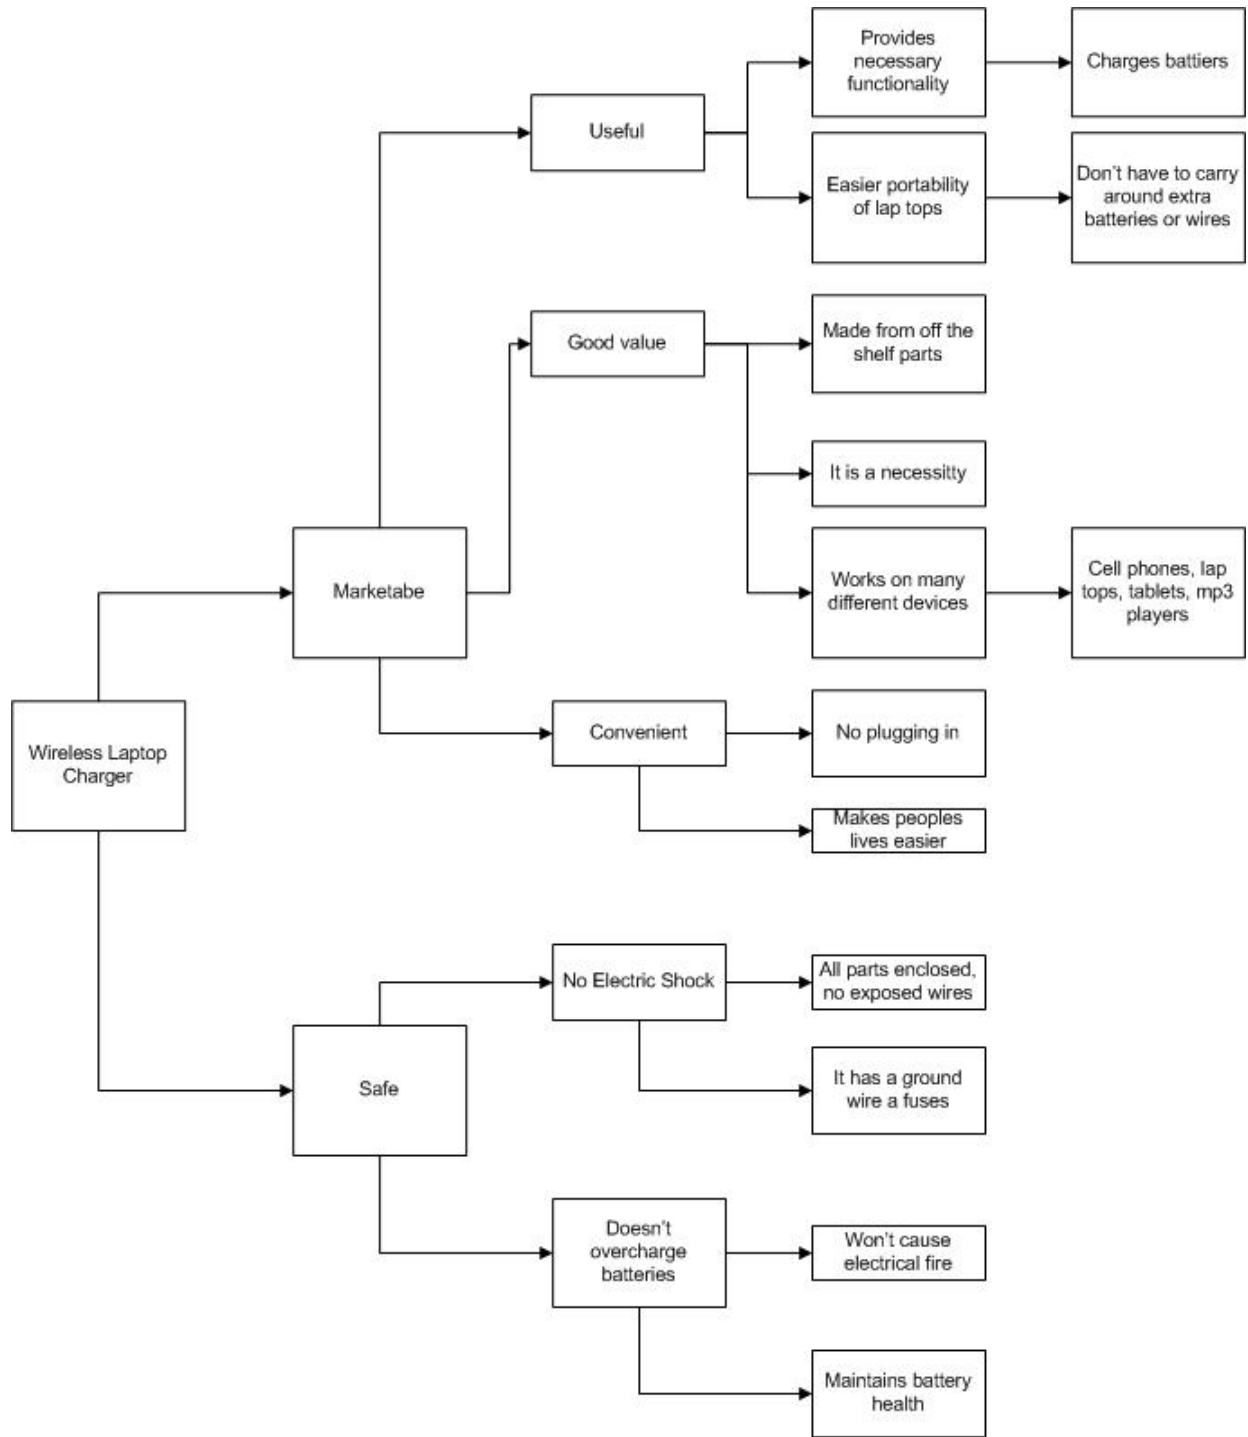 Provides
necessary
functionality
Charges battiers
Useful
Easier portability
of lap tops
Don't have to carry
around extra
batteries or wires
Good value
Made from off the
shelf parts
It is a necessitty
Marketabe
Works on many
different devices
Cell phones, lap
tops, tablets, mp3
players
Wireless Laptop
Charger
Convenient
No plugging in
Makes peoples
lives easier
No Electric Shock
All parts enclosed,
no exposed wires
Safe
It has a ground
wire a fuses
Doesn't
overcharge
batteries
Won't cause
electrical fire
Maintains battery
health